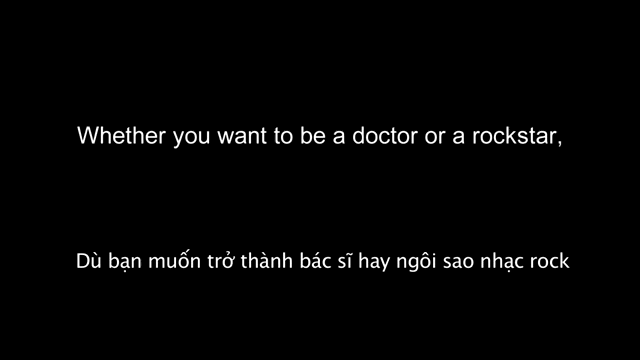 Whether you want to be a doctor or a rockstar,
Dù bạn muốn trở thành bác sĩ hay ngôi sao nhạc rock